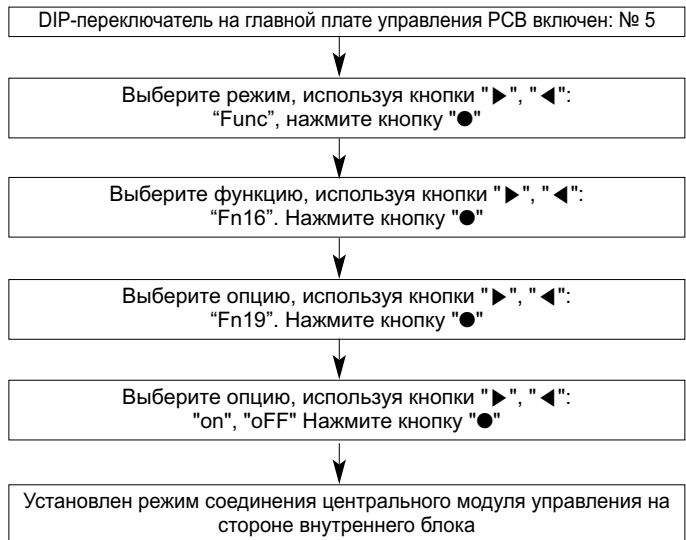 DIP-переключатель на главной плате управления PCB включен: № 5
Выберите режим, используя кнопки "▶", "◀":
“Func”, нажмите кнопку "●"
Выберите функцию, используя кнопки "▶", "◀":
“Fn16”. Нажмите кнопку "●"
Выберите опцию, используя кнопки "▶", "◀":
“Fn19”. Нажмите кнопку "●"
Выберите опцию, используя кнопки "▶", "◀":
"on", "oFF" Нажмите кнопку "●"
Установлен режим соединения центрального модуля управления на
стороне внутреннего блока